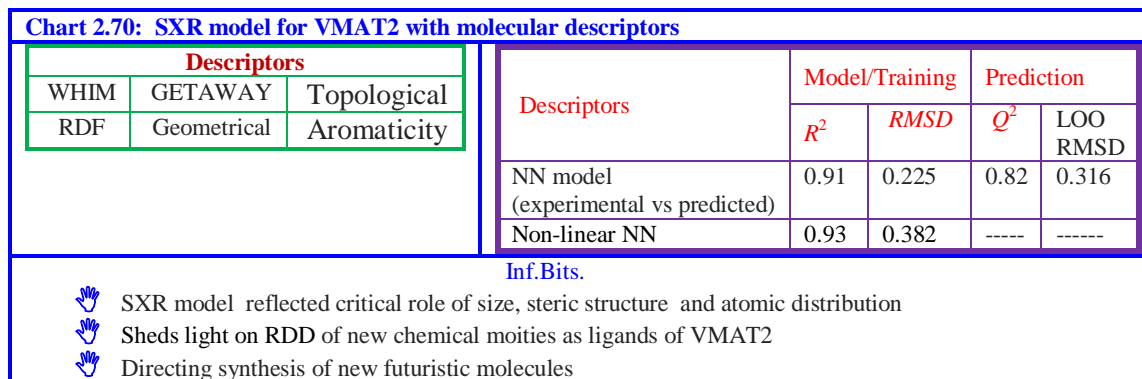 Chart 2.70: SXR model for VMAT2 with molecular descriptors
Descriptors
WHIM GETAWAY Topological
RDF Geometrical Aromaticity
Descriptors Model/Training Prediction
R² RMSD Q² LOO RMSD
NN model (experimental vs predicted) 0.91 0.225 0.82 0.316
Non-linear NN 0.93 0.382 ----- ------
Inf.Bits.
SXR model reflected critical role of size, steric structure and atomic distribution
Sheds light on RDD of new chemical moities as ligands of VMAT2
Directing synthesis of new futuristic molecules